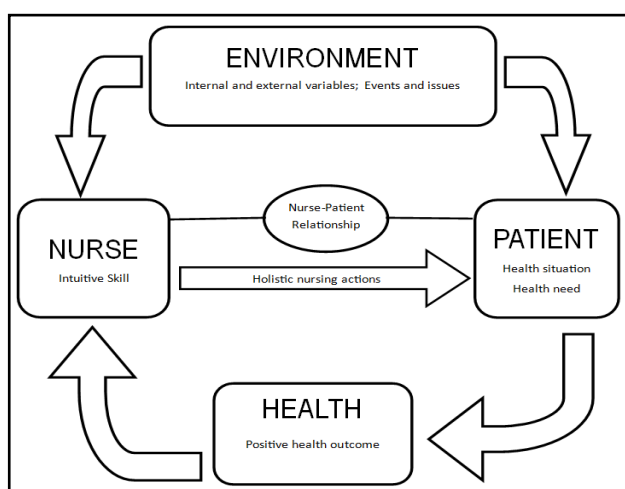 ENVIRONMENT
Internal and external variables; Events and issues
Nurse-Patient
Relationship
NURSE
Intuitive Skill
PATIENT
Health situation
Health need
Holistic nursing actions
HEALTH
Positive health outcome